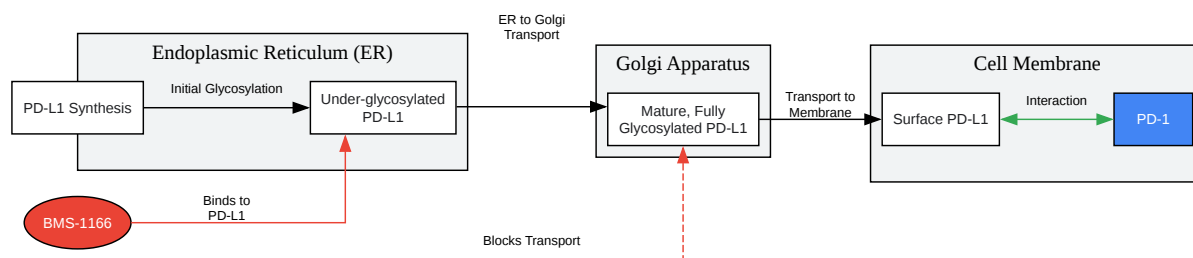 ER to Golgi
Transport
Endoplasmic Reticulum (ER)
Golgi Apparatus
Cell Membrane
PD-L1 Synthesis
Initial Glycosylation
Under-glycosylated
PD-L1
Mature, Fully
Glycosylated PD-L1
Transport to
Membrane
Surface PD-L1
Interaction
PD-1
BMS-1166
Binds to
PD-L1
Blocks Transport